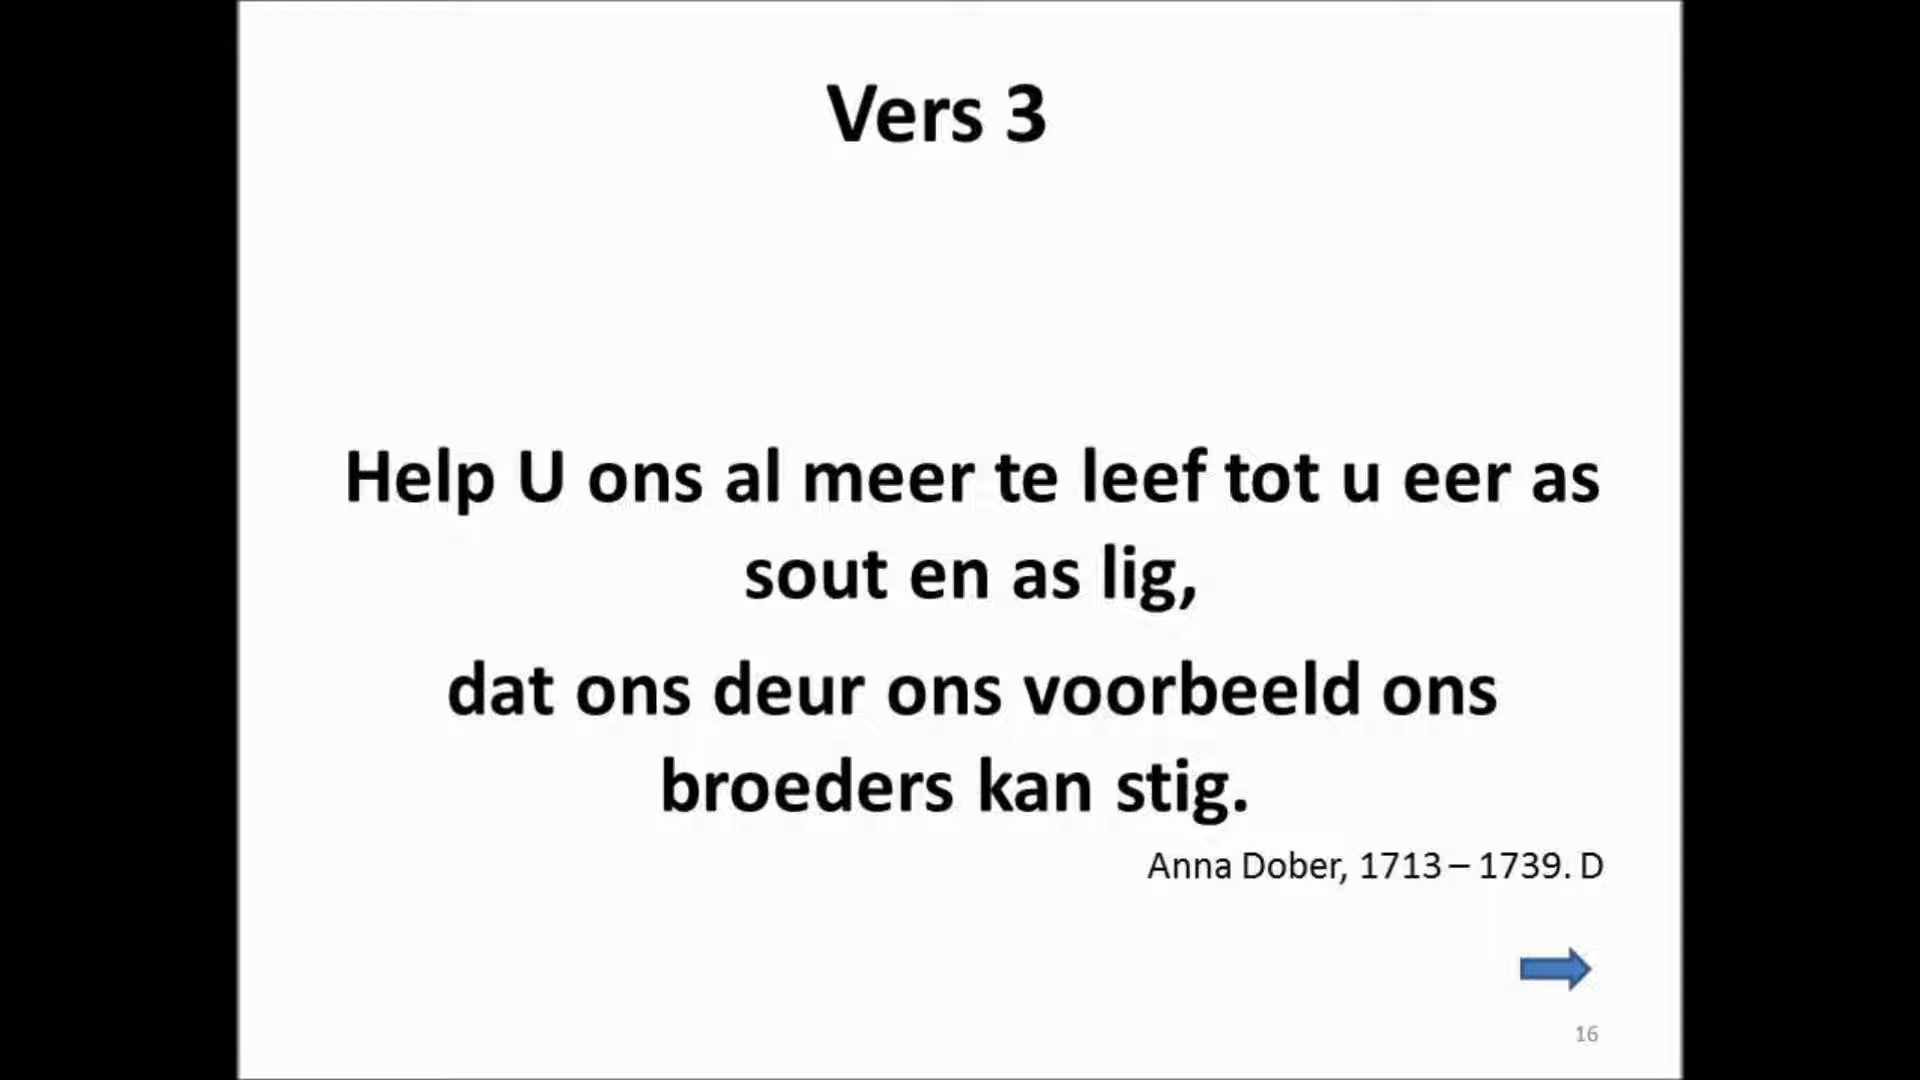 Vers 3
Help U ons al meer te leef tot u eer as
sout en as lig,
dat ons deur ons voorbeeld ons
broeders kan stig.
Anna Dober, 1713 – 1739. D
16